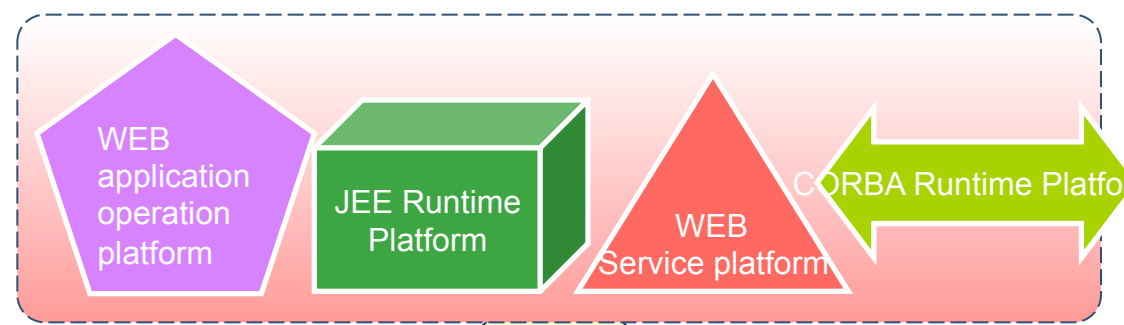 WEB
application
operation
platform
JEE Runtime
Platform
WEB
Service platform
CORBA Runtime Platfo